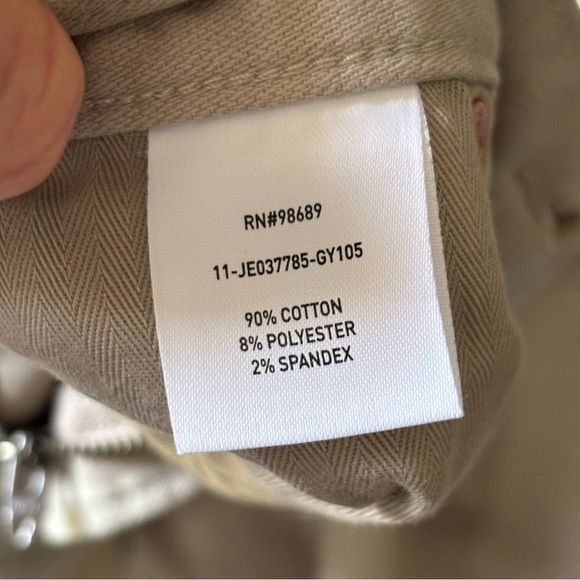 RN#98689
11-JE037785-GY105
90% COTTON
8% POLYESTER
2% SPANDEX